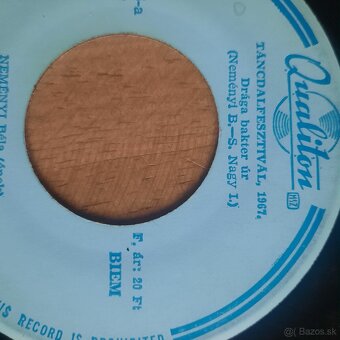 Qualiton
TÁNCDALFESZTIVÁL, 1967.
Drága bakter úr
(Neményi B.—S. Nagy I.)
F. ár: 20 Ft
BIEM
-a
NEMÉNYI Béla (ének)
RECORD IS PROHIBITED
© Bazos.sk